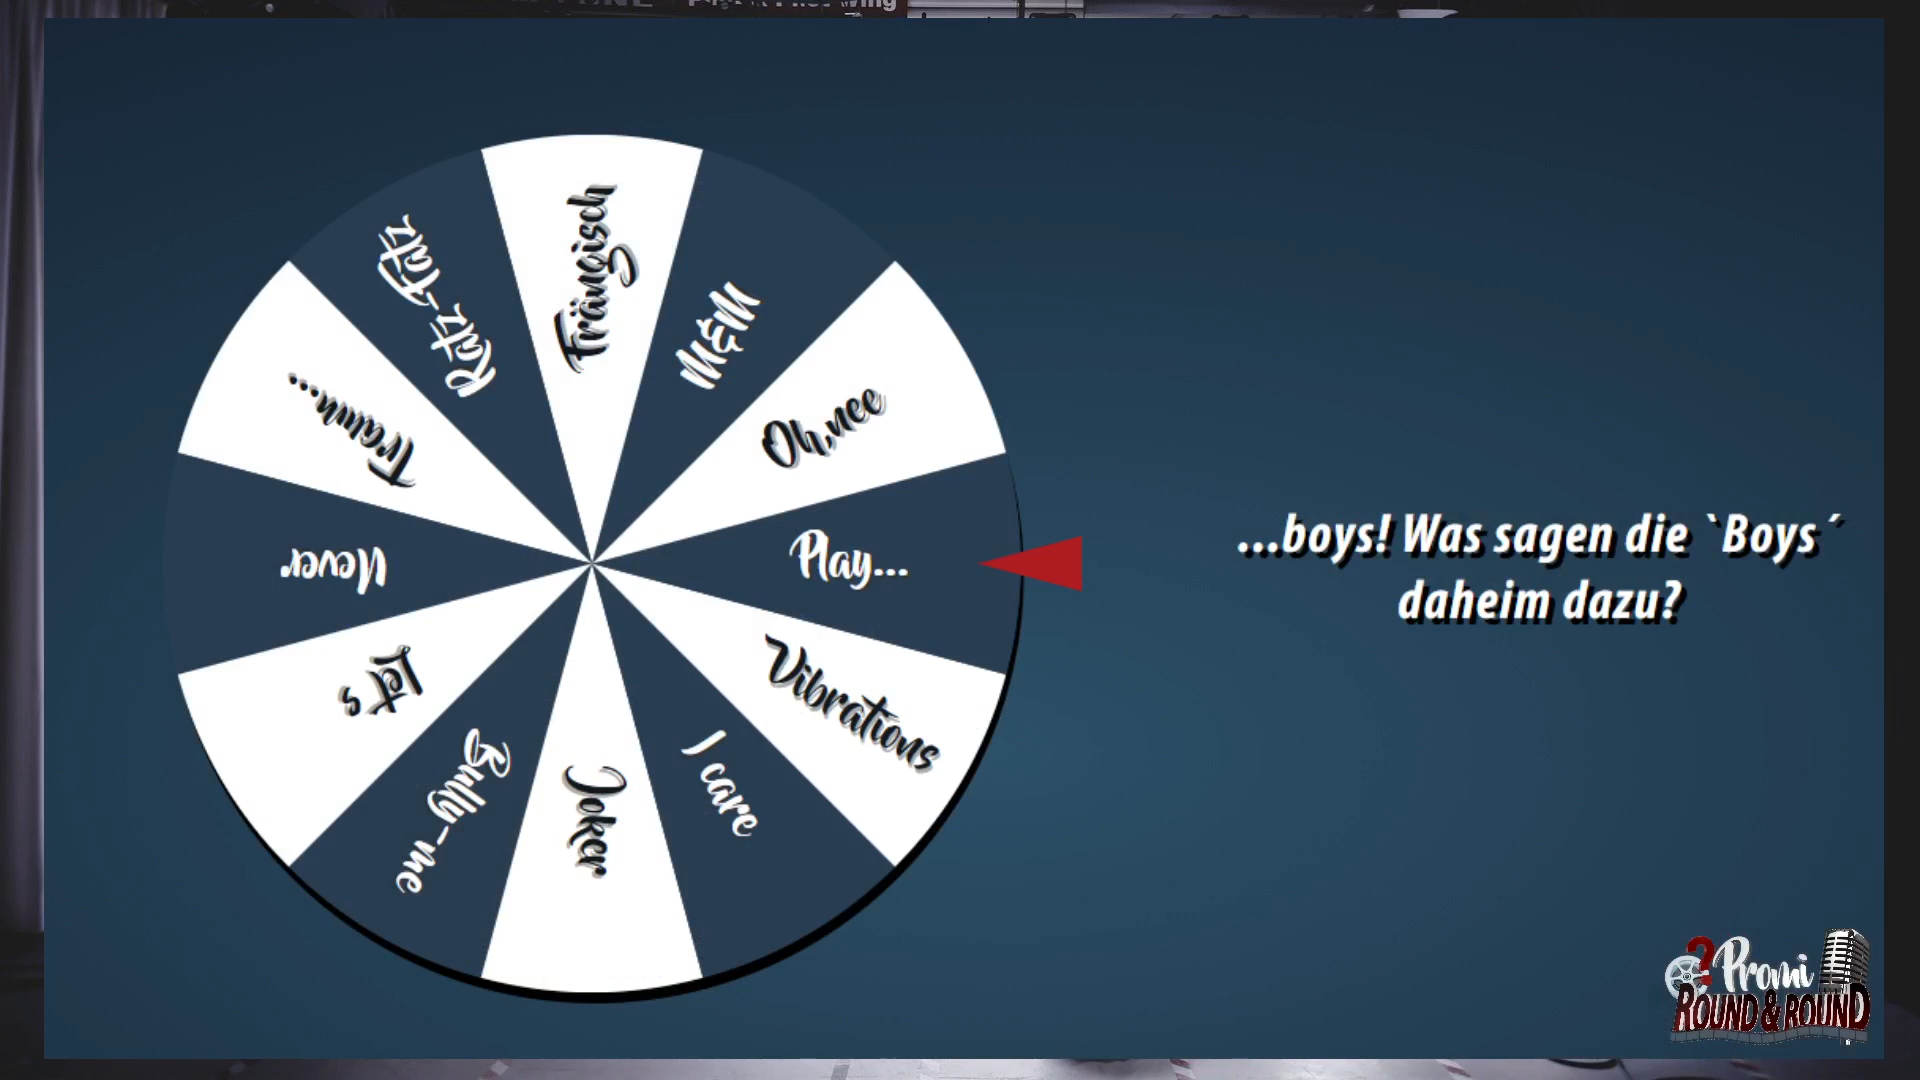 Fränggisch
M&M
Oh,nee
Play...
Vibrations
I care
Joker
Bully-me
Let's
Never
Traum...
Ratz-Fatz
...boys! Was sagen die `Boys´
daheim dazu?
? Promi
ROUND & ROUND